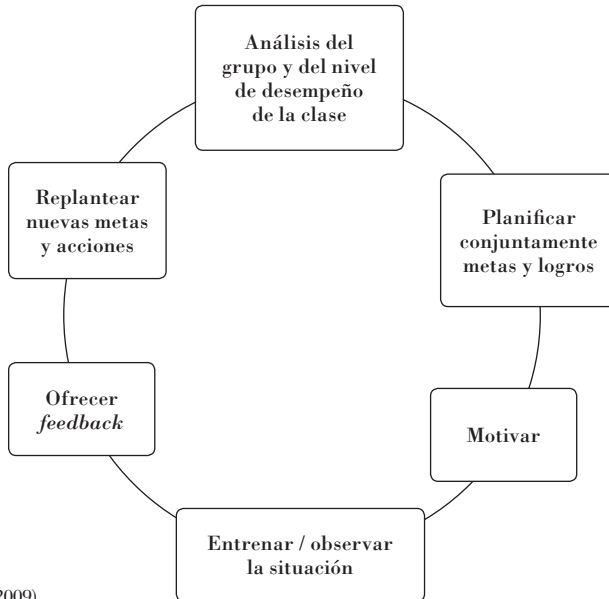 Análisis del
grupo y del nivel
de desempeño
de la clase
Planificar
conjuntamente
metas y logros
Motivar
Entrenar / observar
la situación
Ofrecer
feedback
Replantear
nuevas metas
y acciones
2009)